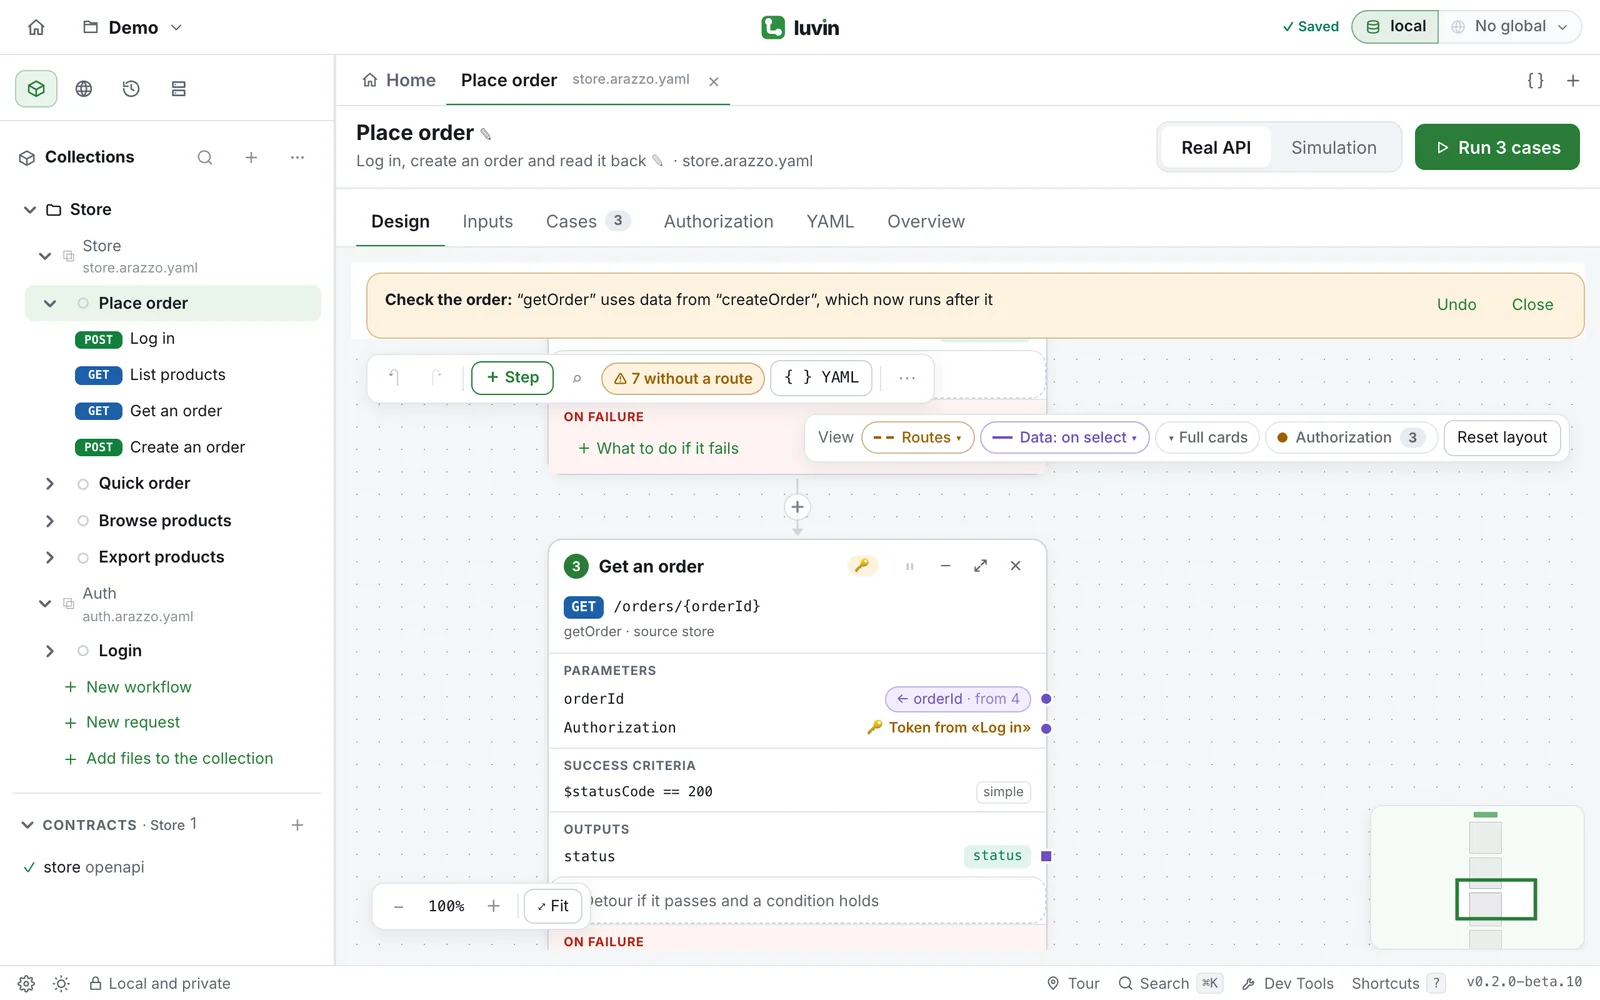 Demo
luvin
Saved
local
No global
Home
Place order
store.arazzo.yaml
Collections
Place order
Log in, create an order and read it back
· store.arazzo.yaml
Real API
Simulation
Run 3 cases
Store
Store
store.arazzo.yaml
Place order
POST Log in
GET List products
GET Get an order
POST Create an order
Quick order
Browse products
Export products
Auth
auth.arazzo.yaml
Login
+ New workflow
+ New request
+ Add files to the collection
CONTRACTS · Store 1
store openapi
Design
Inputs
Cases 3
Authorization
YAML
Overview
Check the order: “getOrder” uses data from “createOrder”, which now runs after it
Undo
Close
+ Step
7 without a route
{ } YAML
ON FAILURE
+ What to do if it fails
View
Routes
Data: on select
Full cards
Authorization 3
Reset layout
3 Get an order
GET /orders/{orderId}
getOrder · source store
PARAMETERS
orderId
← orderId · from 4
Authorization
Token from «Log in»
SUCCESS CRITERIA
$statusCode == 200
simple
OUTPUTS
status
status
Detour if it passes and a condition holds
ON FAILURE
− 100% +
Fit
Local and private
Tour
Search ⌘K
Dev Tools
Shortcuts ?
v0.2.0-beta.10